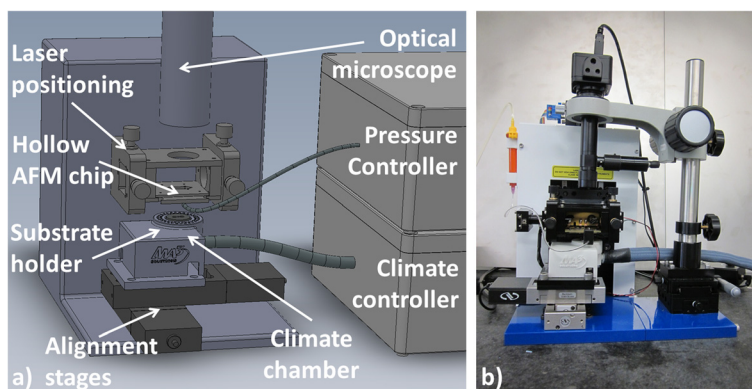 Laser
positioning
Optical
microscope
Hollow
AFM chip
Pressure
Controller
Substrate
holder
Climate
controller
Alignment
stages
Climate
chamber
a)
b)